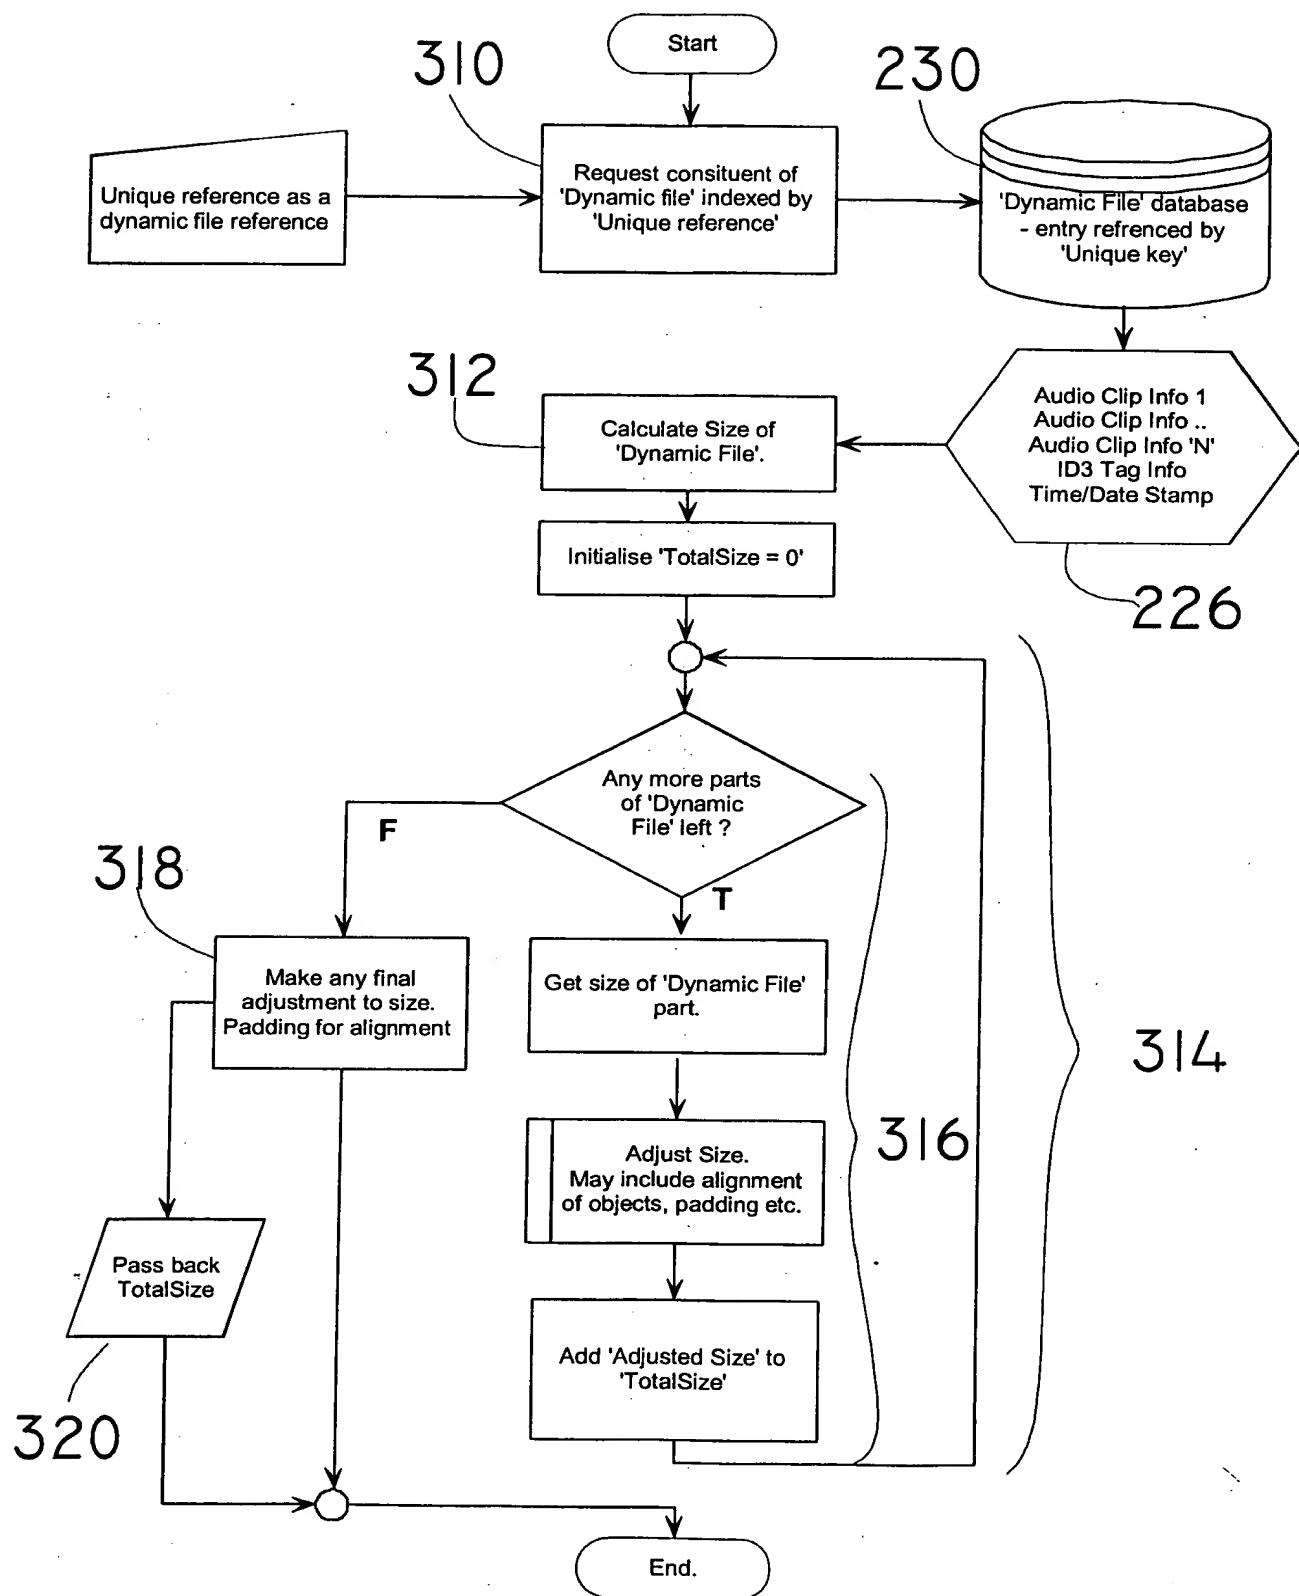 Start
310
230
Unique reference as a
dynamic file reference
Request consituent of
'Dynamic file' indexed by
'Unique reference'
'Dynamic File' database
- entry refrenced by
'Unique key'
312
Calculate Size of
'Dynamic File'.
Audio Clip Info 1
Audio Clip Info ..
Audio Clip Info 'N'
ID3 Tag Info
Time/Date Stamp
Initialise 'TotalSize = 0'
226
Any more parts
of 'Dynamic
File' left ?
F
T
318
Make any final
adjustment to size.
Padding for alignment
Get size of 'Dynamic File'
part.
314
316
Adjust Size.
May include alignment
of objects, padding etc.
Pass back
TotalSize
320
Add 'Adjusted Size' to
'TotalSize'
End.